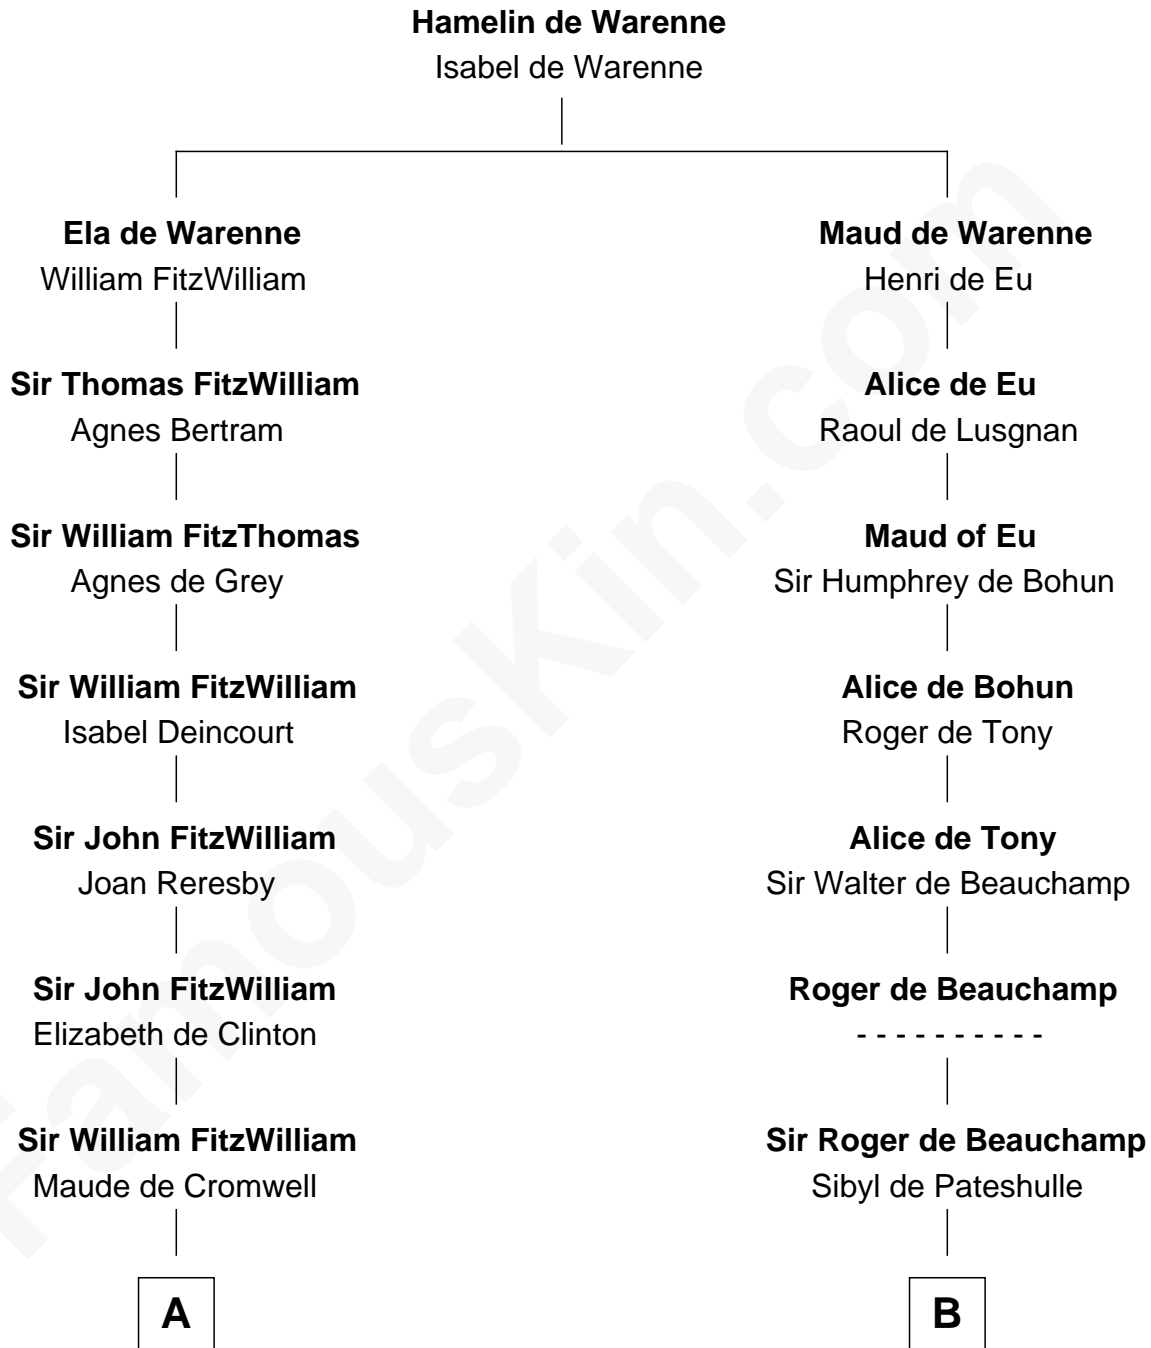 Hamelin de Warenne
Isabel de Warenne
Ela de Warenne
William FitzWilliam
Maud de Warenne
Henri de Eu
Sir Thomas FitzWilliam
Agnes Bertram
Alice de Eu
Raoul de Lusgnan
Sir William FitzThomas
Agnes de Grey
Maud of Eu
Sir Humphrey de Bohun
Sir William FitzWilliam
Isabel Deincourt
Alice de Bohun
Roger de Tony
Sir John FitzWilliam
Joan Reresby
Alice de Tony
Sir Walter de Beauchamp
Sir John FitzWilliam
Elizabeth de Clinton
Roger de Beauchamp
- - - - - - - - - -
Sir William FitzWilliam
Maude de Cromwell
Sir Roger de Beauchamp
Sibyl de Pateshulle
A
B
FamousKin.com